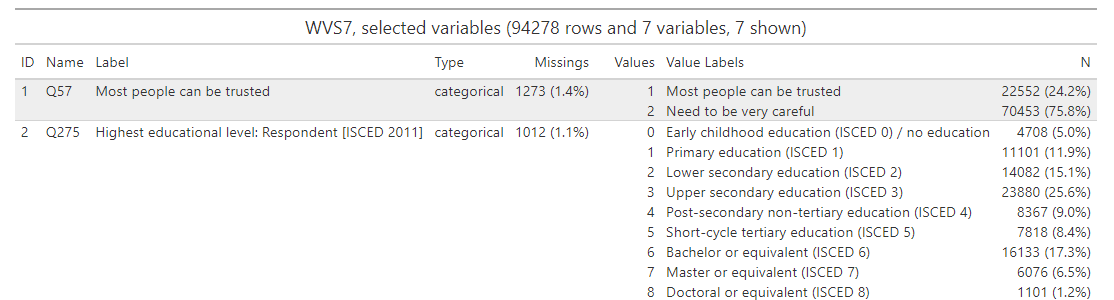 WVS7, selected variables (94278 rows and 7 variables, 7 shown)
ID Name Label Type Missings Values Value Labels N
1 Q57 Most people can be trusted categorical 1273 (1.4%) 1 Most people can be trusted 22552 (24.2%)
2 Need to be very careful 70453 (75.8%)
2 Q275 Highest educational level: Respondent [ISCED 2011] categorical 1012 (1.1%) 0 Early childhood education (ISCED 0) / no education 4708 (5.0%)
1 Primary education (ISCED 1) 11101 (11.9%)
2 Lower secondary education (ISCED 2) 14082 (15.1%)
3 Upper secondary education (ISCED 3) 23880 (25.6%)
4 Post-secondary non-tertiary education (ISCED 4) 8367 (9.0%)
5 Short-cycle tertiary education (ISCED 5) 7818 (8.4%)
6 Bachelor or equivalent (ISCED 6) 16133 (17.3%)
7 Master or equivalent (ISCED 7) 6076 (6.5%)
8 Doctoral or equivalent (ISCED 8) 1101 (1.2%)